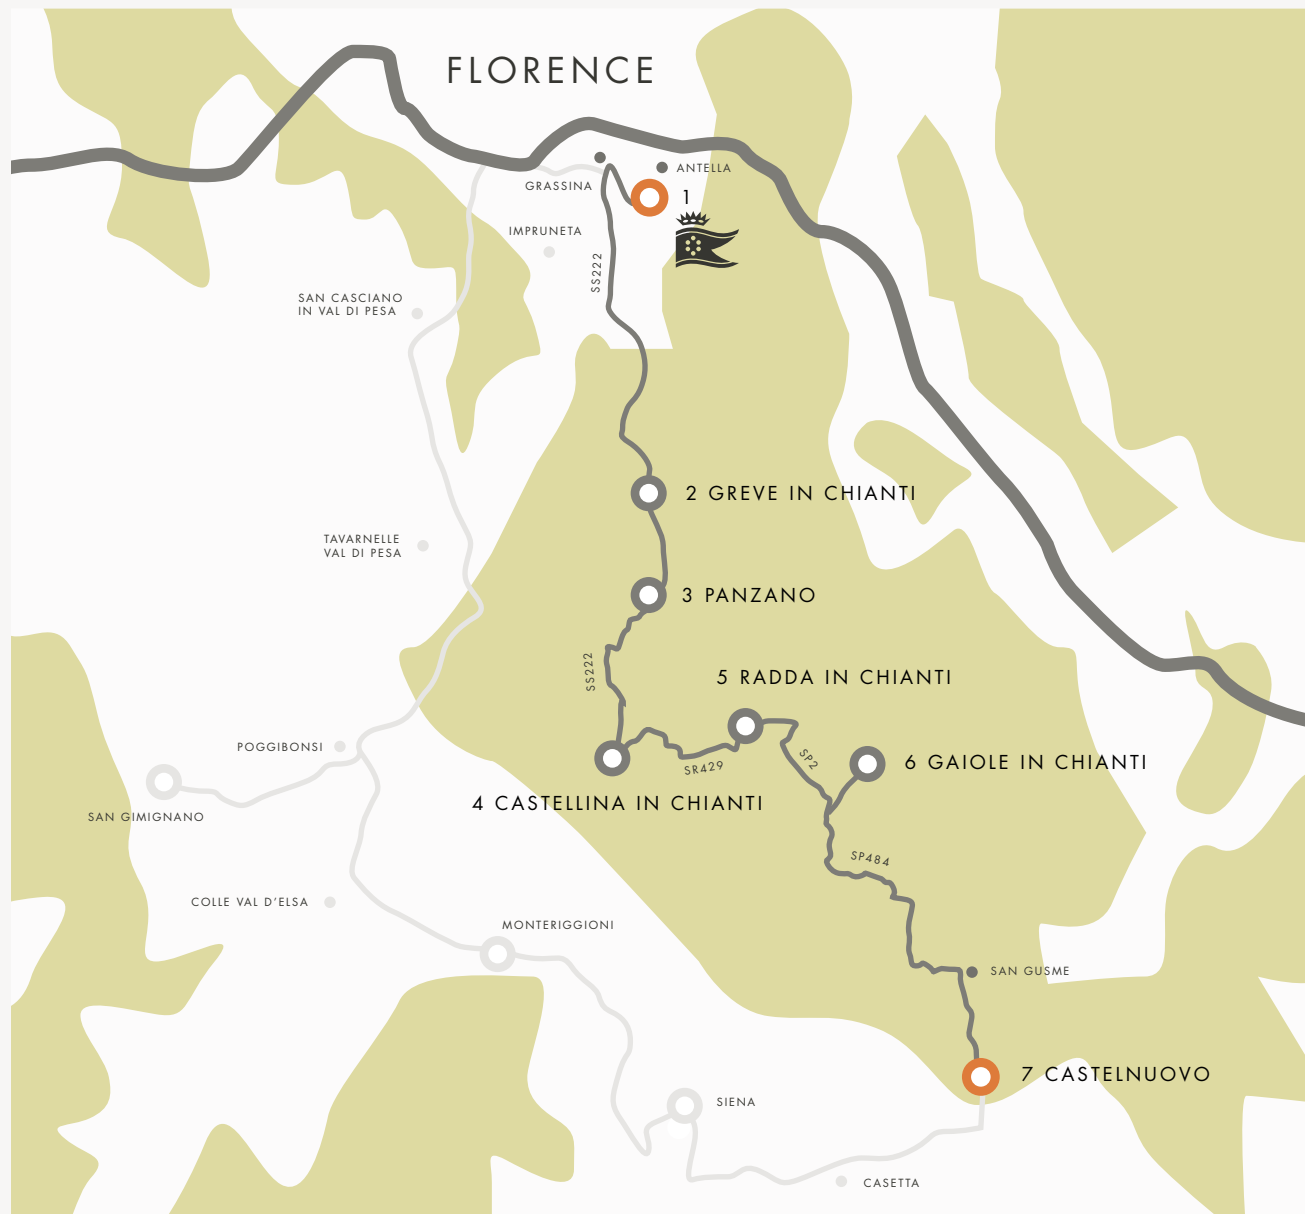 FLORENCE
ANTELLA
GRASSINA
1
IMPRUNETA
SS222
SAN CASCIANO
IN VAL DI PESA
2 GREVE IN CHIANTI
TAVARNELLE
VAL DI PESA
3 PANZANO
SS222
5 RADDA IN CHIANTI
POGGIBONSI
SP2
6 GAIOLE IN CHIANTI
SR429
4 CASTELLINA IN CHIANTI
SAN GIMIGNANO
SP484
COLLE VAL D'ELSA
MONTERIGGIONI
SAN GUSME
7 CASTELNUOVO
SIENA
CASETTA